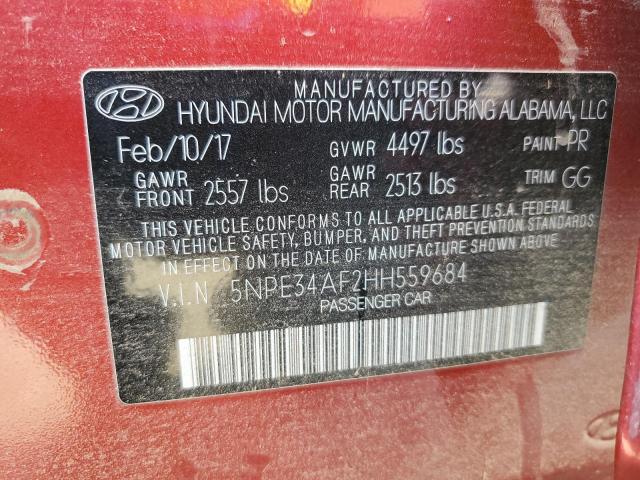 MANUFACTURED BY
HYUNDAI MOTOR MANUFACTURING ALABAMA, LLC
Feb/10/17 GVWR 4497 lbs PAINT PR
GAWR FRONT 2557 lbs GAWR REAR 2513 lbs TRIM GG
THIS VEHICLE CONFORMS TO ALL APPLICABLE U.S.A. FEDERAL
MOTOR VEHICLE SAFETY, BUMPER, AND THEFT PREVENTION STANDARDS
IN EFFECT ON THE DATE OF MANUFACTURE SHOWN ABOVE.
V.I.N. 5NPE34AF2HH559684
PASSENGER CAR